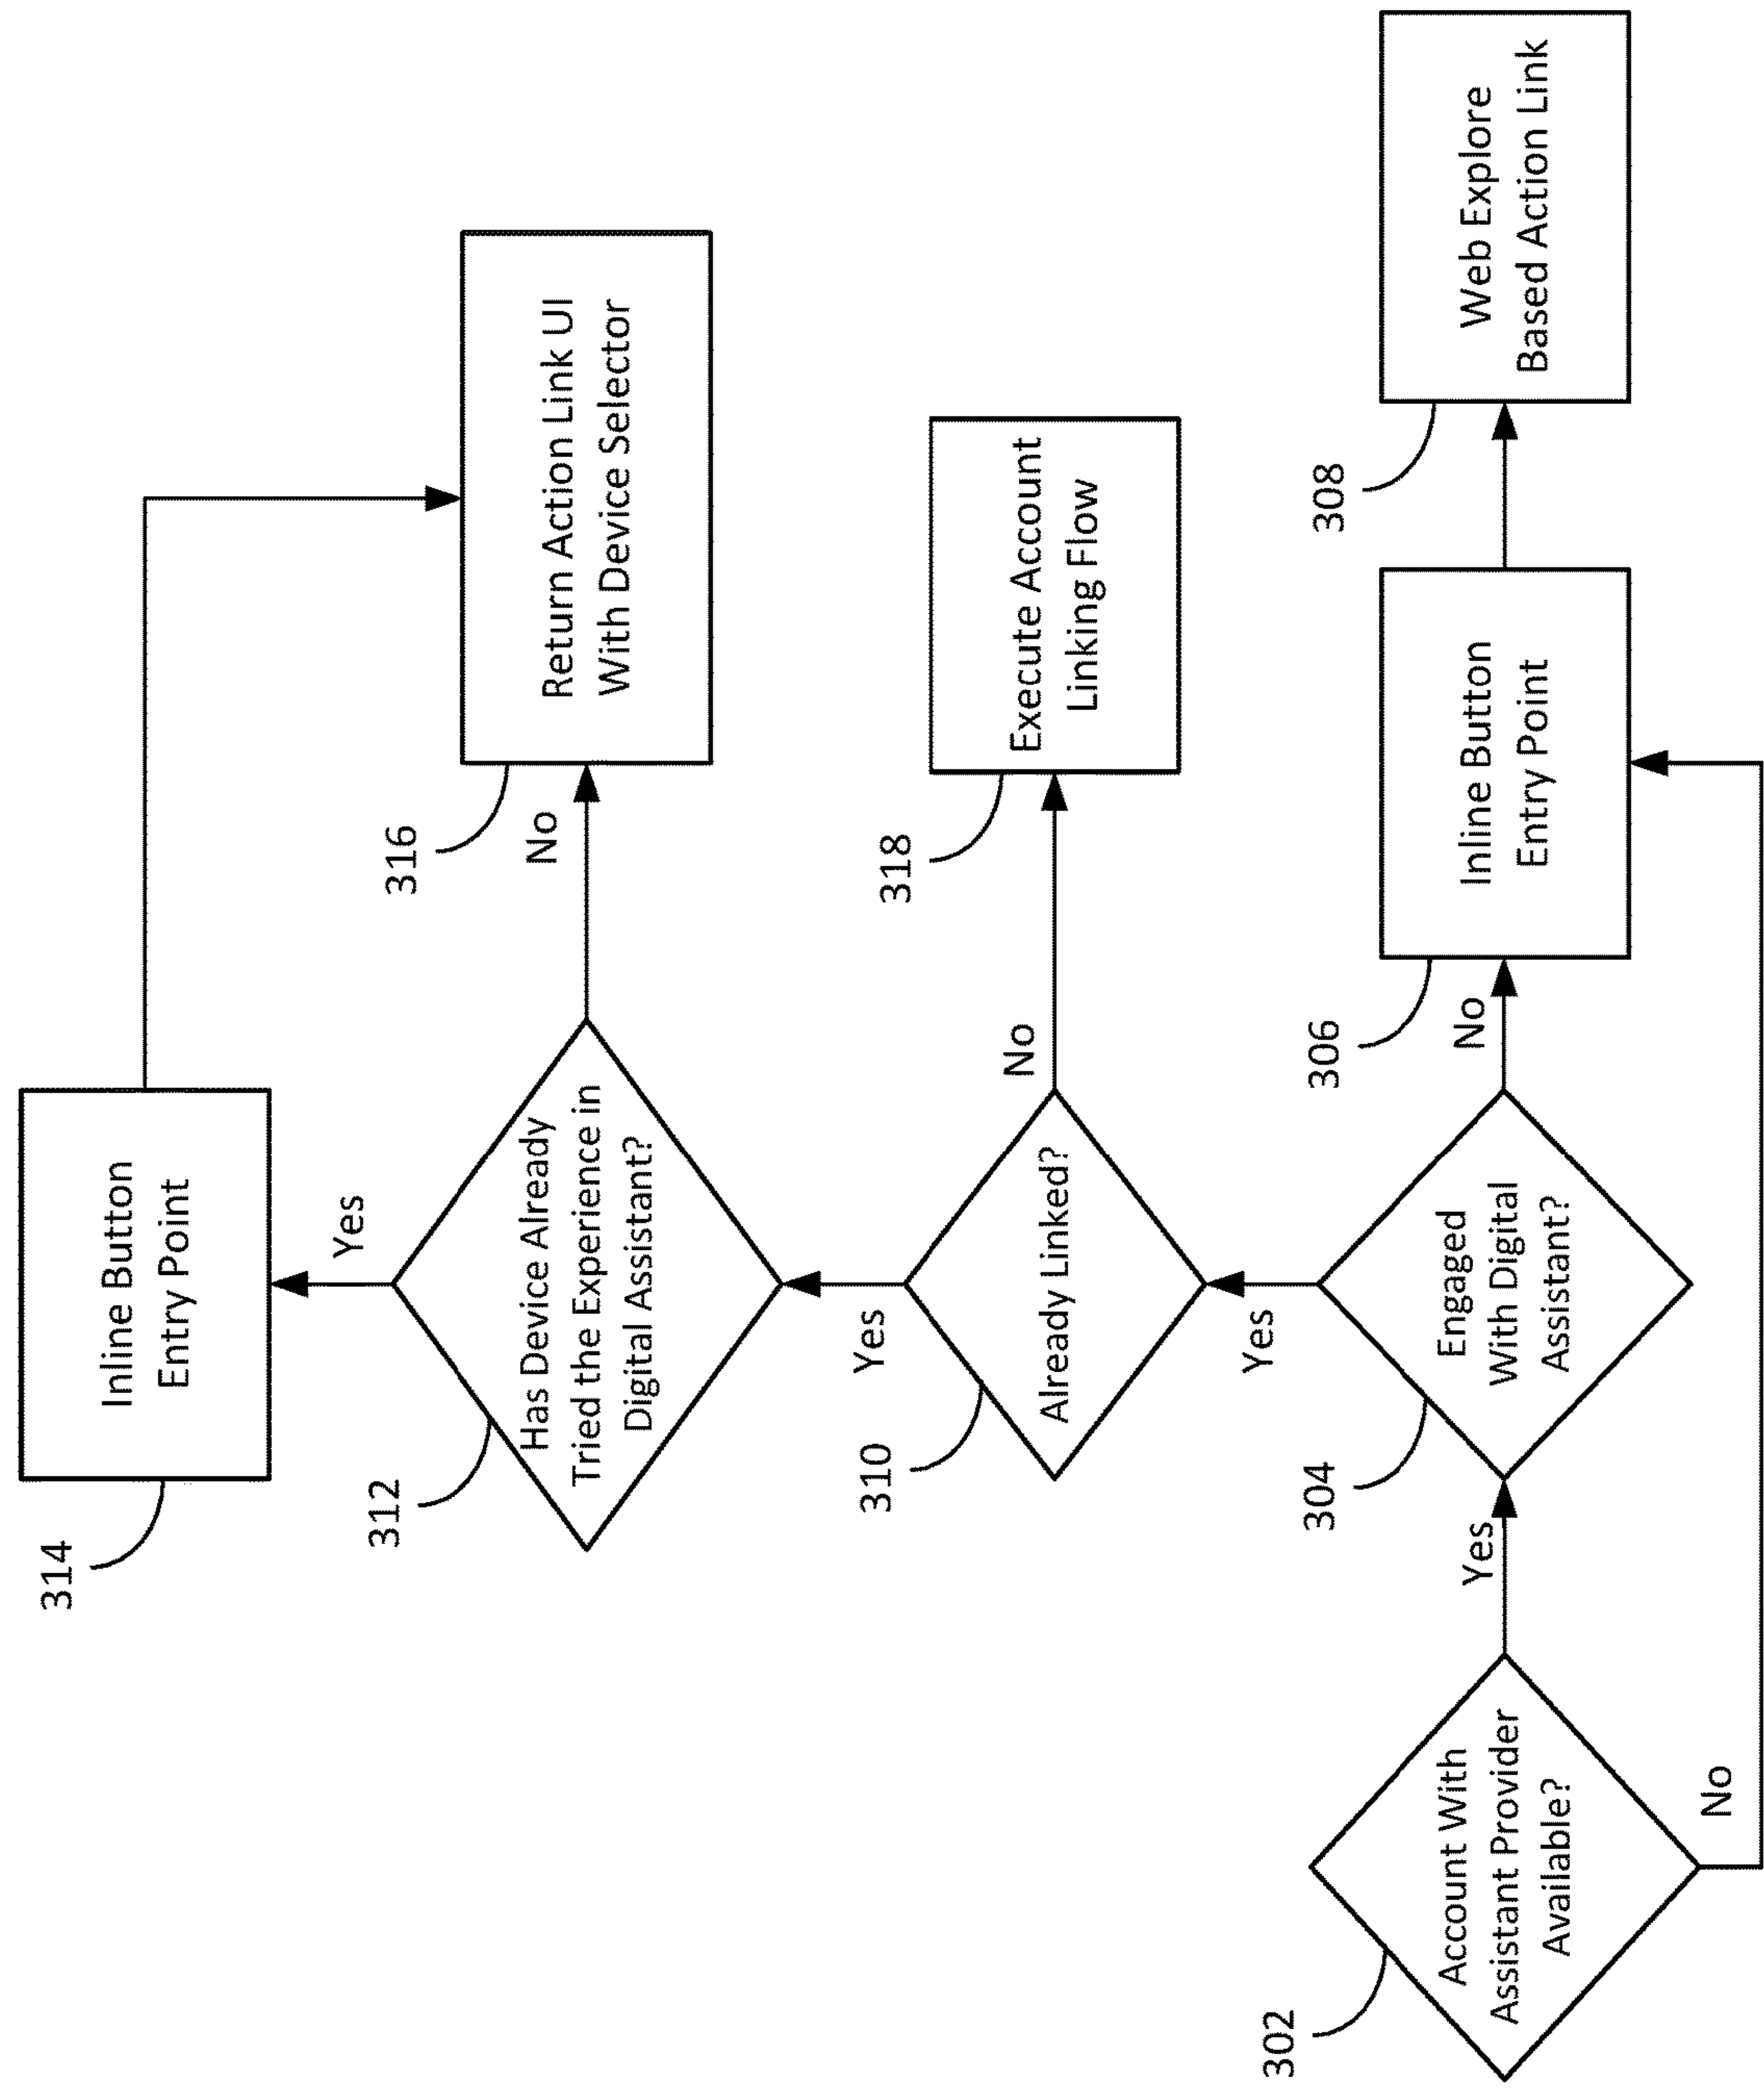 314
Inline Button
Entry Point
Yes
312
Has Device Already
Tried the Experience in
Digital Assistant?
No
316
Return Action Link UI
With Device Selector
Yes
310
Already Linked?
No
318
Execute Account
Linking Flow
Yes
302
Account With
Assistant Provider
Available?
Yes
No
304
Engaged
With Digital
Assistant?
No
306
Inline Button
Entry Point
308
Web Explore
Based Action Link